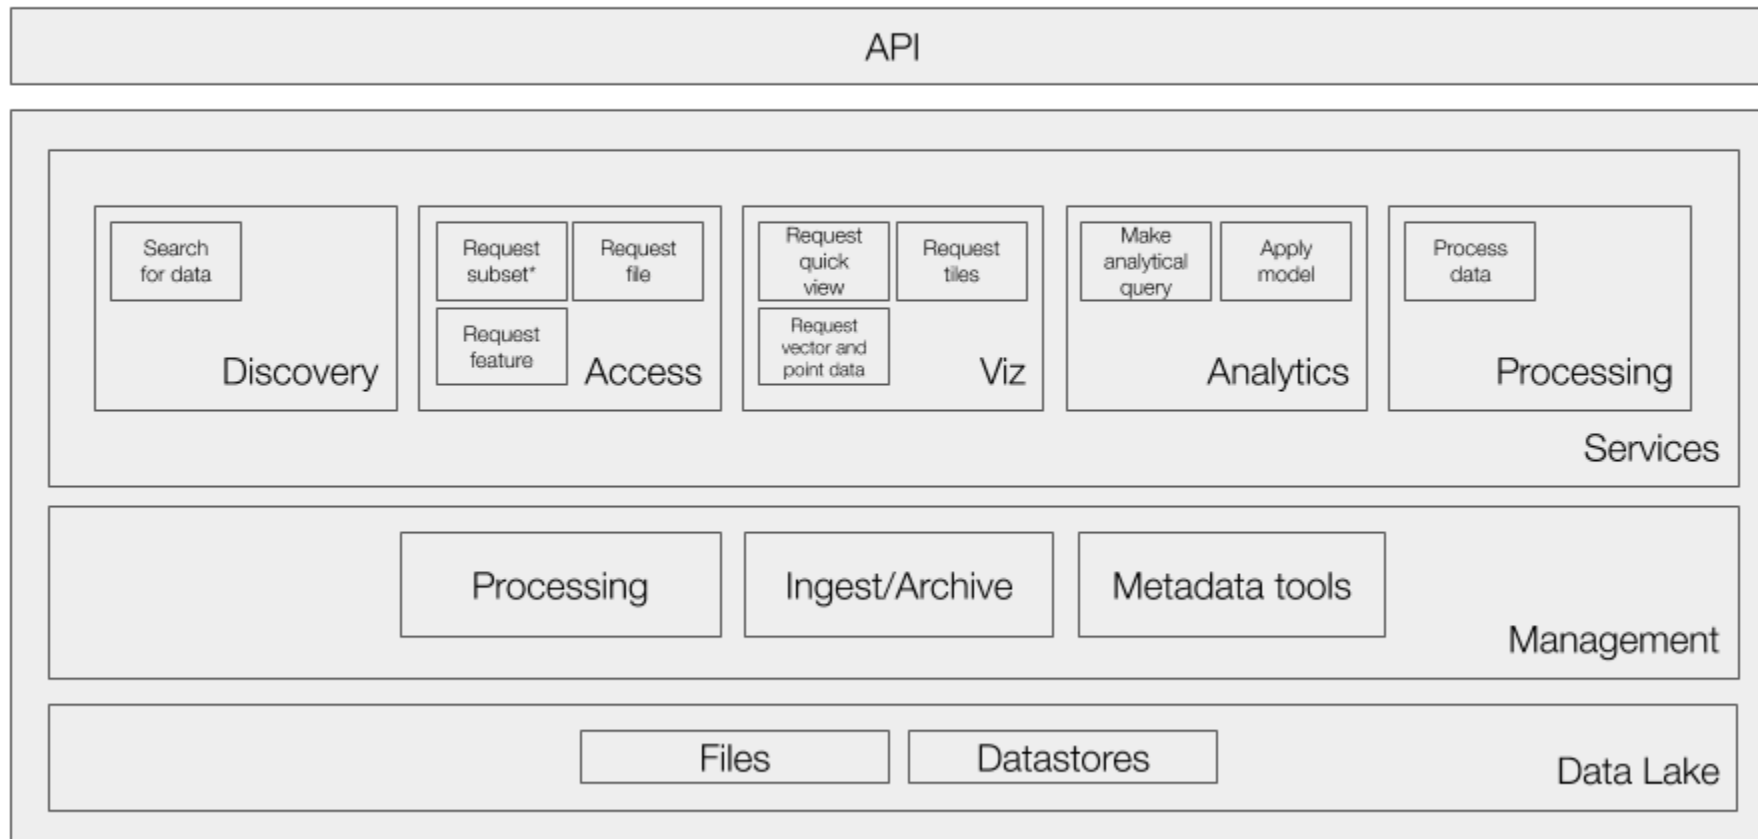 API
Search
for data
Discovery
Request
subset*
Request
file
Request
feature
Access
Request
quick
view
Request
tiles
Request
vector and
point data
Viz
Make
analytical
query
Apply
model
Analytics
Process
data
Processing
Services
Processing
Ingest/Archive
Metadata tools
Management
Files
Datastores
Data Lake